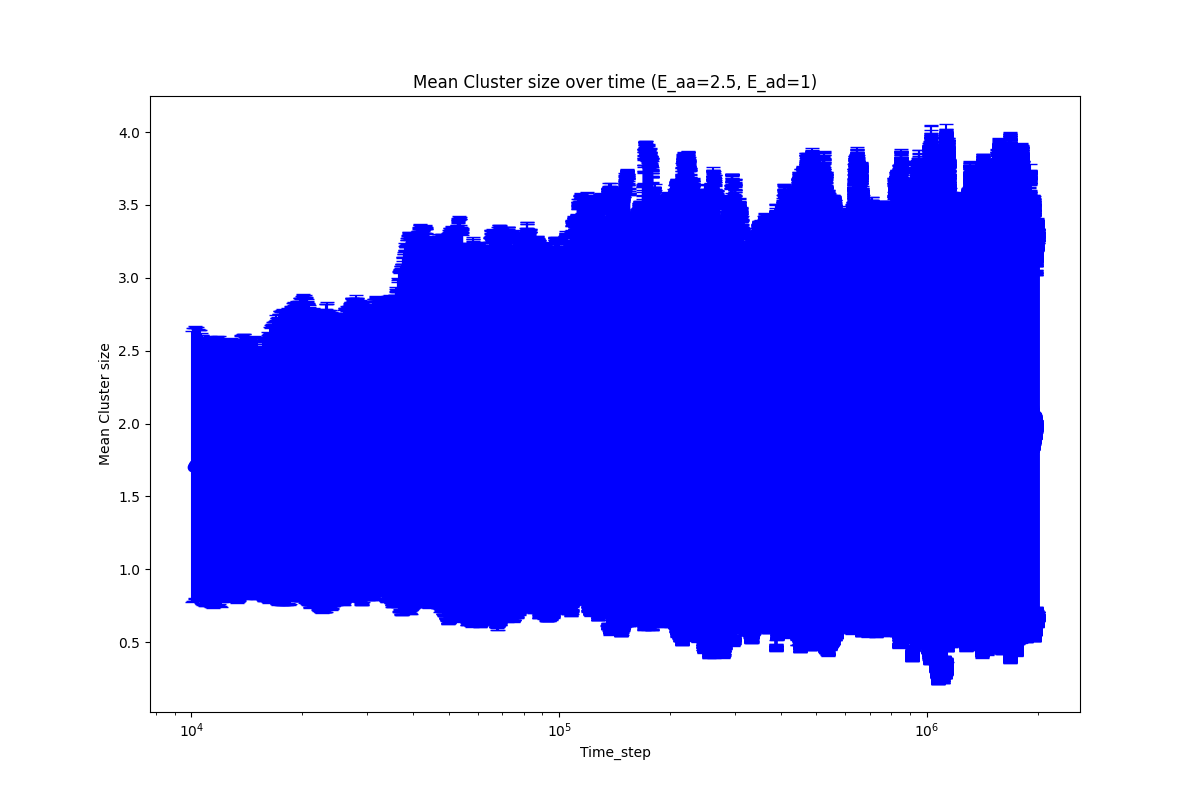 Mean Cluster size over time (E_aa=2.5, E_ad=1)
4.0
3.5
3.0
2.5
2.0
1.5
1.0
0.5
Mean Cluster size
10⁴ 10⁵ 10⁶
Time_step